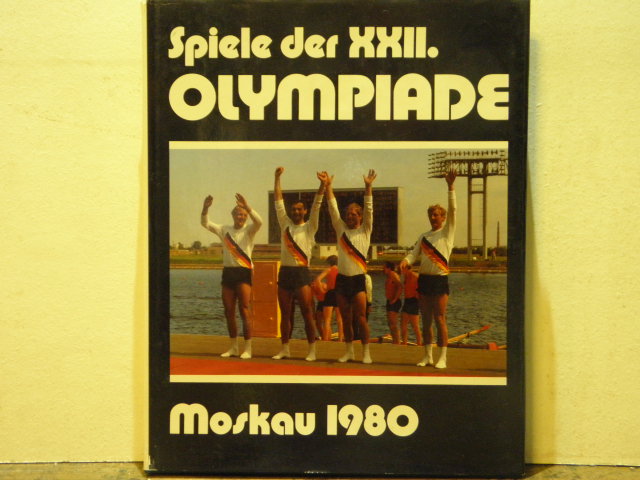 Spiele der XXII.
OLYMPIADE
Moskau 1980